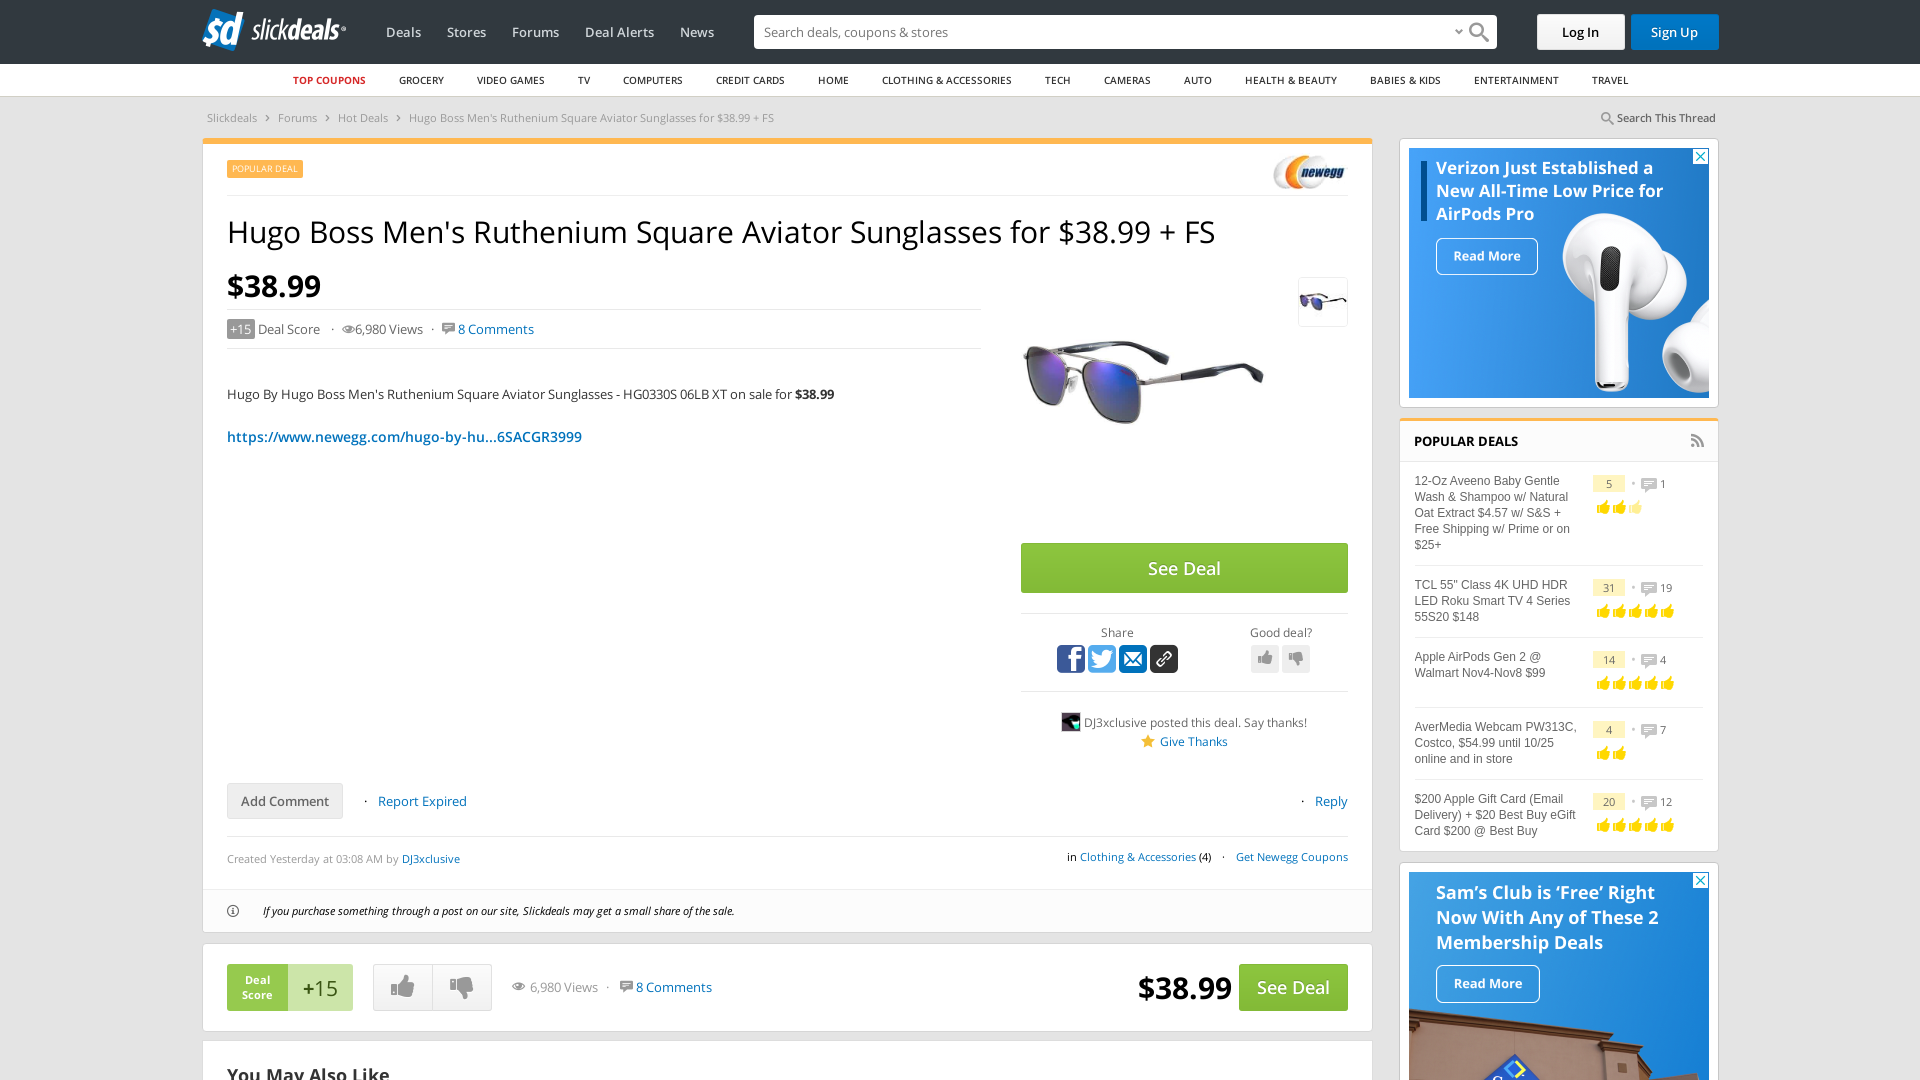 sd slickdeals
Deals
Stores
Forums
Deal Alerts
News
Search deals, coupons & stores
Log In
Sign Up
TOP COUPONS
GROCERY
VIDEO GAMES
TV
COMPUTERS
CREDIT CARDS
HOME
CLOTHING & ACCESSORIES
TECH
CAMERAS
AUTO
HEALTH & BEAUTY
BABIES & KIDS
ENTERTAINMENT
TRAVEL
Slickdeals › Forums › Hot Deals › Hugo Boss Men's Ruthenium Square Aviator Sunglasses for $38.99 + FS
Search This Thread
POPULAR DEAL
newegg
Hugo Boss Men's Ruthenium Square Aviator Sunglasses for $38.99 + FS
$38.99
+15 Deal Score · 6,980 Views · 8 Comments
Hugo By Hugo Boss Men's Ruthenium Square Aviator Sunglasses - HG0330S 06LB XT on sale for $38.99
https://www.newegg.com/hugo-by-hu...6SACGR3999
See Deal
Share
Good deal?
DJ3xclusive posted this deal. Say thanks!
Give Thanks
Add Comment
· Report Expired
· Reply
Created Yesterday at 03:08 AM by DJ3xclusive
in Clothing & Accessories (4) · Get Newegg Coupons
If you purchase something through a post on our site, Slickdeals may get a small share of the sale.
Deal
Score
+15
6,980 Views · 8 Comments
$38.99
See Deal
You May Also Like
Verizon Just Established a
New All-Time Low Price for
AirPods Pro
Read More
POPULAR DEALS
12-Oz Aveeno Baby Gentle
Wash & Shampoo w/ Natural
Oat Extract $4.57 w/ S&S +
Free Shipping w/ Prime or on
$25+
5 • 1
TCL 55" Class 4K UHD HDR
LED Roku Smart TV 4 Series
55S20 $148
31 • 19
Apple AirPods Gen 2 @
Walmart Nov4-Nov8 $99
14 • 4
AverMedia Webcam PW313C,
Costco, $54.99 until 10/25
online and in store
4 • 7
$200 Apple Gift Card (Email
Delivery) + $20 Best Buy eGift
Card $200 @ Best Buy
20 • 12
Sam's Club is ‘Free’ Right
Now With Any of These 2
Membership Deals
Read More